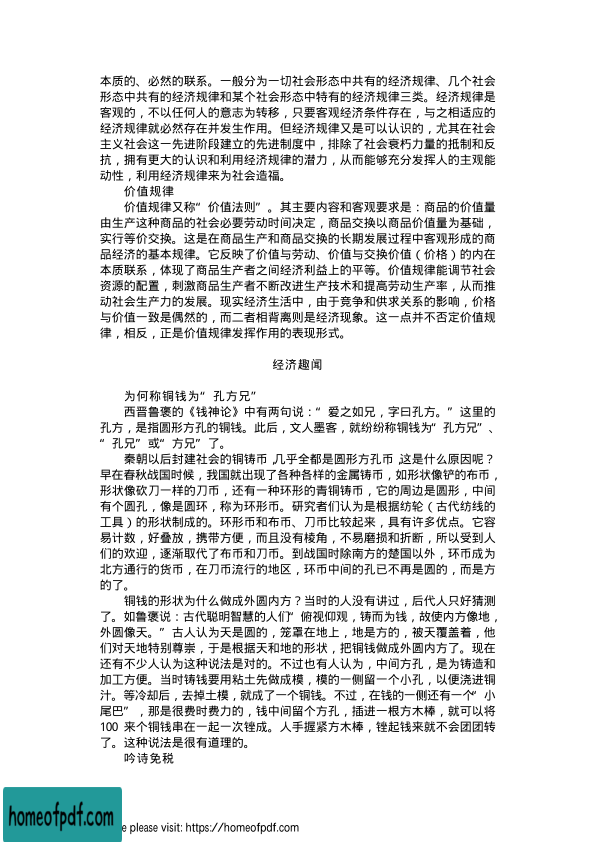 本质的、必然的联系。一般分为一切社会形态中共有的经济规律、几个社会
形态中共有的经济规律和某个社会形态中特有的经济规律三类。经济规律是
客观的，不以任何人的意志为转移，只要客观经济条件存在，与之相适应的
经济规律就必然存在并发生作用。但经济规律又是可以认识的，尤其在社会
主义社会这一先进阶段建立的先进制度中，排除了社会衰朽力量的抵制和反
抗，拥有更大的认识和利用经济规律的潜力，从而能够充分发挥人的主观能
动性，利用经济规律来为社会造福。
价值规律
价值规律又称“价值法则”。其主要内容和客观要求是：商品的价值量
由生产这种商品的社会必要劳动时间决定，商品交换以商品价值量为基础，
实行等价交换。这是在商品生产和商品交换的长期发展过程中客观形成的商
品经济的基本规律。它反映了价值与劳动、价值与交换价值（价格）的内在
本质联系，体现了商品生产者之间经济利益上的平等。价值规律能调节社会
资源的配置，刺激商品生产者不断改进生产技术和提高劳动生产率，从而推
动社会生产力的发展。现实经济生活中，由于竞争和供求关系的影响，价格
与价值一致是偶然的，而二者相背离则是经济现象。这一点并不否定价值规
律，相反，正是价值规律发挥作用的表现形式。
经济趣闻
为何称铜钱为“孔方兄”
西晋鲁褒的《钱神论》中有两句说：“爱之如兄，字曰孔方。”这里的
孔方，是指圆形方孔的铜钱。此后，文人墨客，就纷纷称铜钱为“孔方兄”、
“孔兄”或“方兄”了。
秦朝以后封建社会的铜铸币，几乎全都是圆形方孔币，这是什么原因呢？
早在春秋战国时候，我国就出现了各种各样的金属铸币，如形状像铲的布币，
形状像砍刀一样的刀币，还有一种环形的青铜铸币，它的周边是圆形，中间
有个圆孔，像是圆环，称为环形币。研究者们认为是根据纺轮（古代纺线的
工具）的形状制成的。环形币和布币、刀币比较起来，具有许多优点。它容
易计数，好叠放，携带方便，而且没有棱角，不易磨损和折断，所以受到人
们的欢迎，逐渐取代了布币和刀币。到战国时除南方的楚国以外，环币成为
北方通行的货币，在刀币流行的地区，环币中间的孔已不再是圆的，而是方
的了。
铜钱的形状为什么做成外圆内方？当时的人没有讲过，后代人只好猜测
了。如鲁褒说：古代聪明智慧的人们“俯视仰观，铸而为钱，故使内方像地，
外圆像天。”古人认为天是圆的，笼罩在地上，地是方的，被天覆盖着，他
们对天地特别尊崇，于是根据天和地的形状，把铜钱做成外圆内方了。现在
还有不少人认为这种说法是对的。不过也有人认为，中间方孔，是为铸造和
加工方便。当时铸钱要用粘土先做成模，模的一侧留一个小孔，以便浇进铜
汁。等冷却后，去掉土模，就成了一个铜钱。不过，在钱的一侧还有一个“小
尾巴”，那是很费时费力的，钱中间留个方孔，插进一根方木棒，就可以将
100 来个铜钱串在一起一次锉成。人手握紧方木棒，锉起钱来就不会团团转
了。这种说法是很有道理的。
吟诗免税
homeofpdf.com
e please visit: https://homeofpdf.com